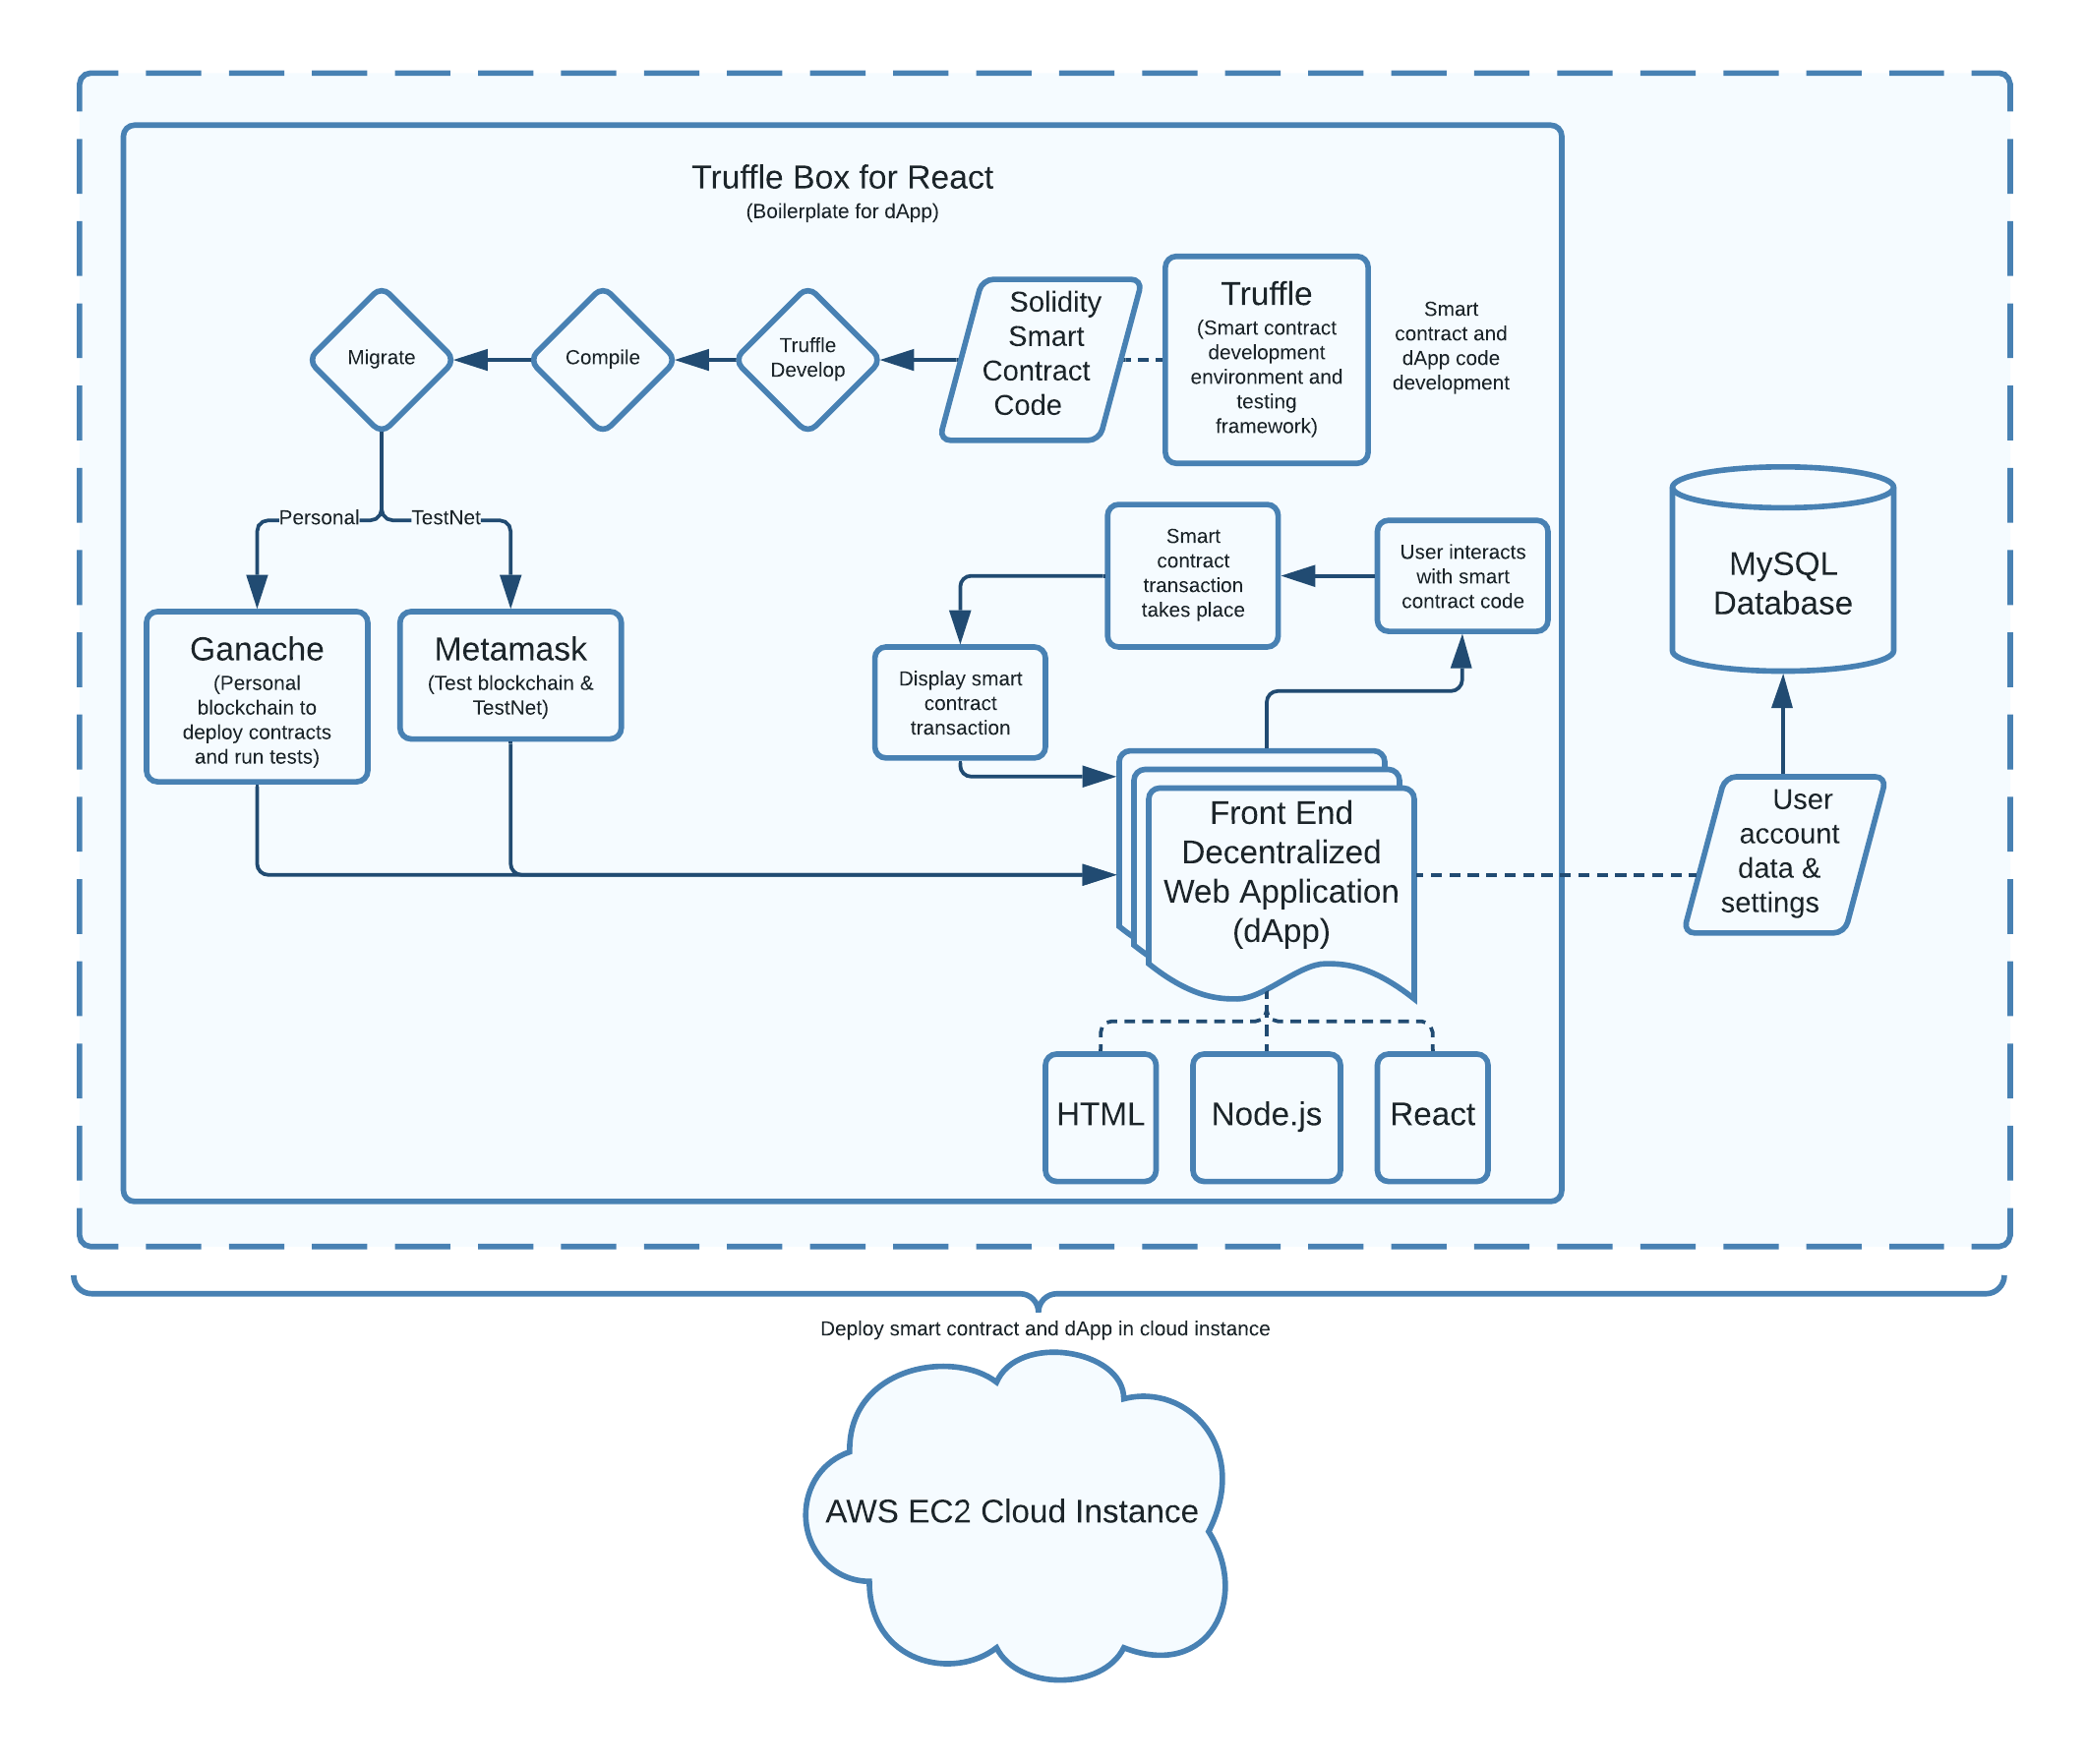 Truffle Box for React
(Boilerplate for dApp)
Migrate
Compile
Truffle
Develop
Solidity
Smart
Contract
Code
Truffle
(Smart contract
development
environment and
testing
framework)
Smart
contract and
dApp code
development
Personal
TestNet
Ganache
(Personal
blockchain to
deploy contracts
and run tests)
Metamask
(Test blockchain &
TestNet)
Smart
contract
transaction
takes place
User interacts
with smart
contract code
Display smart
contract
transaction
MySQL
Database
Front End
Decentralized
Web Application
(dApp)
User
account
data &
settings
HTML
Node.js
React
Deploy smart contract and dApp in cloud instance
AWS EC2 Cloud Instance